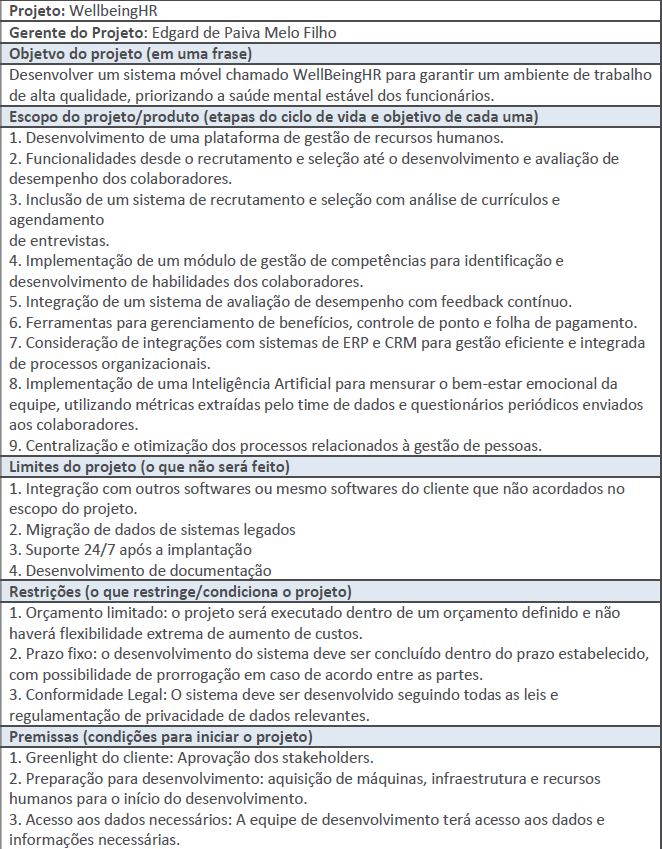 Projeto: WellbeingHR
Gerente do Projeto: Edgard de Paiva Melo Filho
Objetvo do projeto (em uma frase)
Desenvolver um sistema móvel chamado WellBeingHR para garantir um ambiente de trabalho
de alta qualidade, priorizando a saúde mental estável dos funcionários.
Escopo do projeto/produto (etapas do ciclo de vida e objetivo de cada uma)
1. Desenvolvimento de uma plataforma de gestão de recursos humanos.
2. Funcionalidades desde o recrutamento e seleção até o desenvolvimento e avaliação de
desempenho dos colaboradores.
3. Inclusão de um sistema de recrutamento e seleção com análise de currículos e
agendamento
de entrevistas.
4. Implementação de um módulo de gestão de competências para identificação e
desenvolvimento de habilidades dos colaboradores.
5. Integração de um sistema de avaliação de desempenho com feedback contínuo.
6. Ferramentas para gerenciamento de benefícios, controle de ponto e folha de pagamento.
7. Consideração de integrações com sistemas de ERP e CRM para gestão eficiente e integrada
de processos organizacionais.
8. Implementação de uma Inteligência Artificial para mensurar o bem-estar emocional da
equipe, utilizando métricas extraídas pelo time de dados e questionários periódicos enviados
aos colaboradores.
9. Centralização e otimização dos processos relacionados à gestão de pessoas.
Limites do projeto (o que não será feito)
1. Integração com outros softwares ou mesmo softwares do cliente que não acordados no
escopo do projeto.
2. Migração de dados de sistemas legados
3. Suporte 24/7 após a implantação
4. Desenvolvimento de documentação
Restrições (o que restringe/condiciona o projeto)
1. Orçamento limitado: o projeto será executado dentro de um orçamento definido e não
haverá flexibilidade extrema de aumento de custos.
2. Prazo fixo: o desenvolvimento do sistema deve ser concluído dentro do prazo estabelecido,
com possibilidade de prorrogação em caso de acordo entre as partes.
3. Conformidade Legal: O sistema deve ser desenvolvido seguindo todas as leis e
regulamentação de privacidade de dados relevantes.
Premissas (condições para iniciar o projeto)
1. Greenlight do cliente: Aprovação dos stakeholders.
2. Preparação para desenvolvimento: aquisição de máquinas, infraestrutura e recursos
humanos para o início do desenvolvimento.
3. Acesso aos dados necessários: A equipe de desenvolvimento terá acesso aos dados e
informações necessárias.